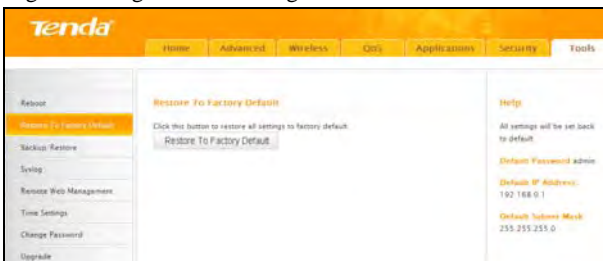 Tenda
Home Advanced Wireless QoS Applications Security Tools
Reboot
Restore To Factory Default
Backup/Restore
Syslog
Remote Web Management
Time Settings
Change Password
Upgrade
Restore To Factory Default
Click this button to restore all settings to factory default.
Restore To Factory Default
Help
All settings will be set back
to default.
Default Password: admin
Default IP Address:
192.168.0.1
Default Subnet Mask:
255.255.255.0